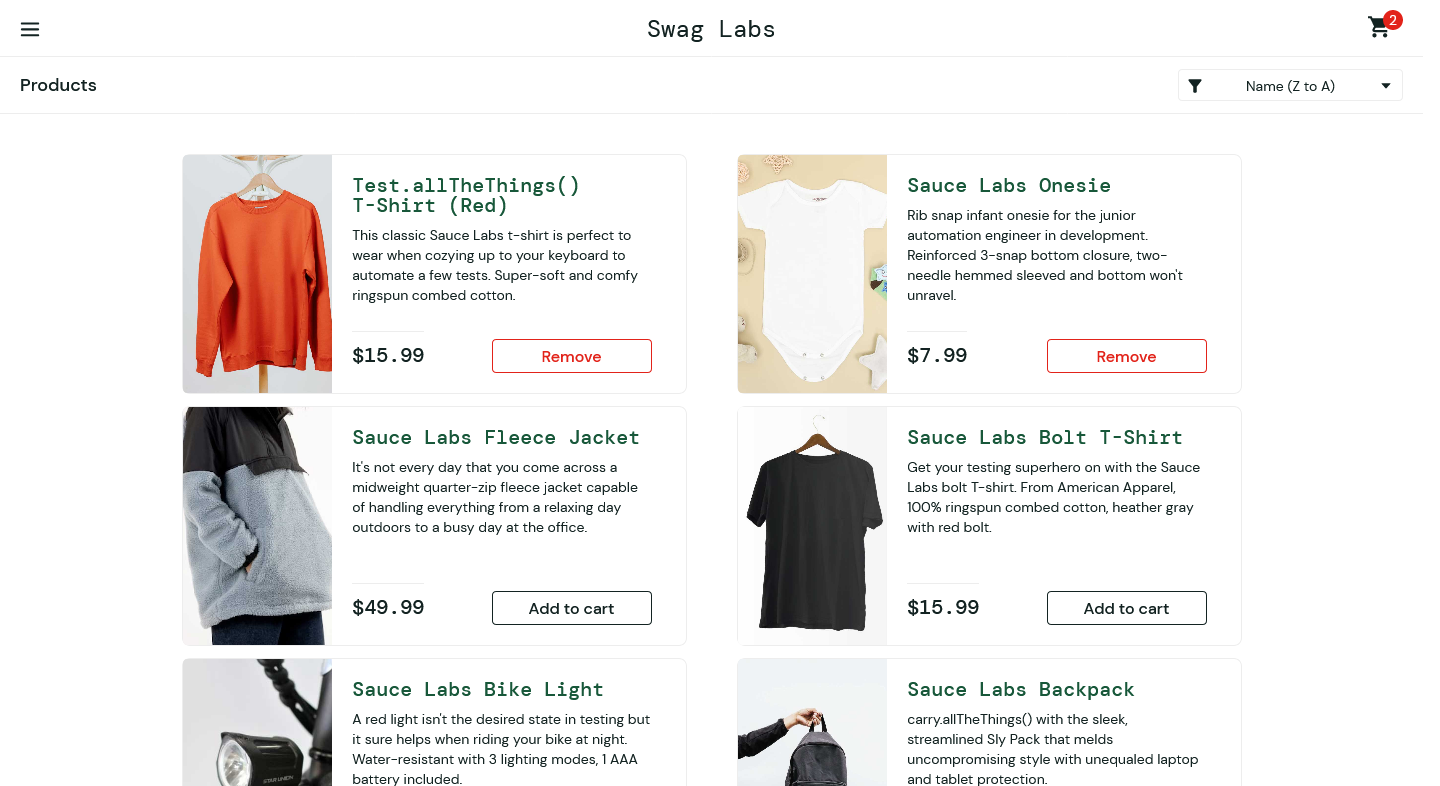 Swag Labs
2
Products
Name (Z to A)
Test.allTheThings()
T-Shirt (Red)
This classic Sauce Labs t-shirt is perfect to
wear when cozying up to your keyboard to
automate a few tests. Super-soft and comfy
ringspun combed cotton.
$15.99
Remove
Sauce Labs Onesie
Rib snap infant onesie for the junior
automation engineer in development.
Reinforced 3-snap bottom closure, two-
needle hemmed sleeved and bottom won't
unravel.
$7.99
Remove
Sauce Labs Fleece Jacket
It's not every day that you come across a
midweight quarter-zip fleece jacket capable
of handling everything from a relaxing day
outdoors to a busy day at the office.
$49.99
Add to cart
Sauce Labs Bolt T-Shirt
Get your testing superhero on with the Sauce
Labs bolt T-shirt. From American Apparel,
100% ringspun combed cotton, heather gray
with red bolt.
$15.99
Add to cart
Sauce Labs Bike Light
A red light isn't the desired state in testing but
it sure helps when riding your bike at night.
Water-resistant with 3 lighting modes, 1 AAA
battery included.
STAR UNION
Sauce Labs Backpack
carry.allTheThings() with the sleek,
streamlined Sly Pack that melds
uncompromising style with unequaled laptop
and tablet protection.